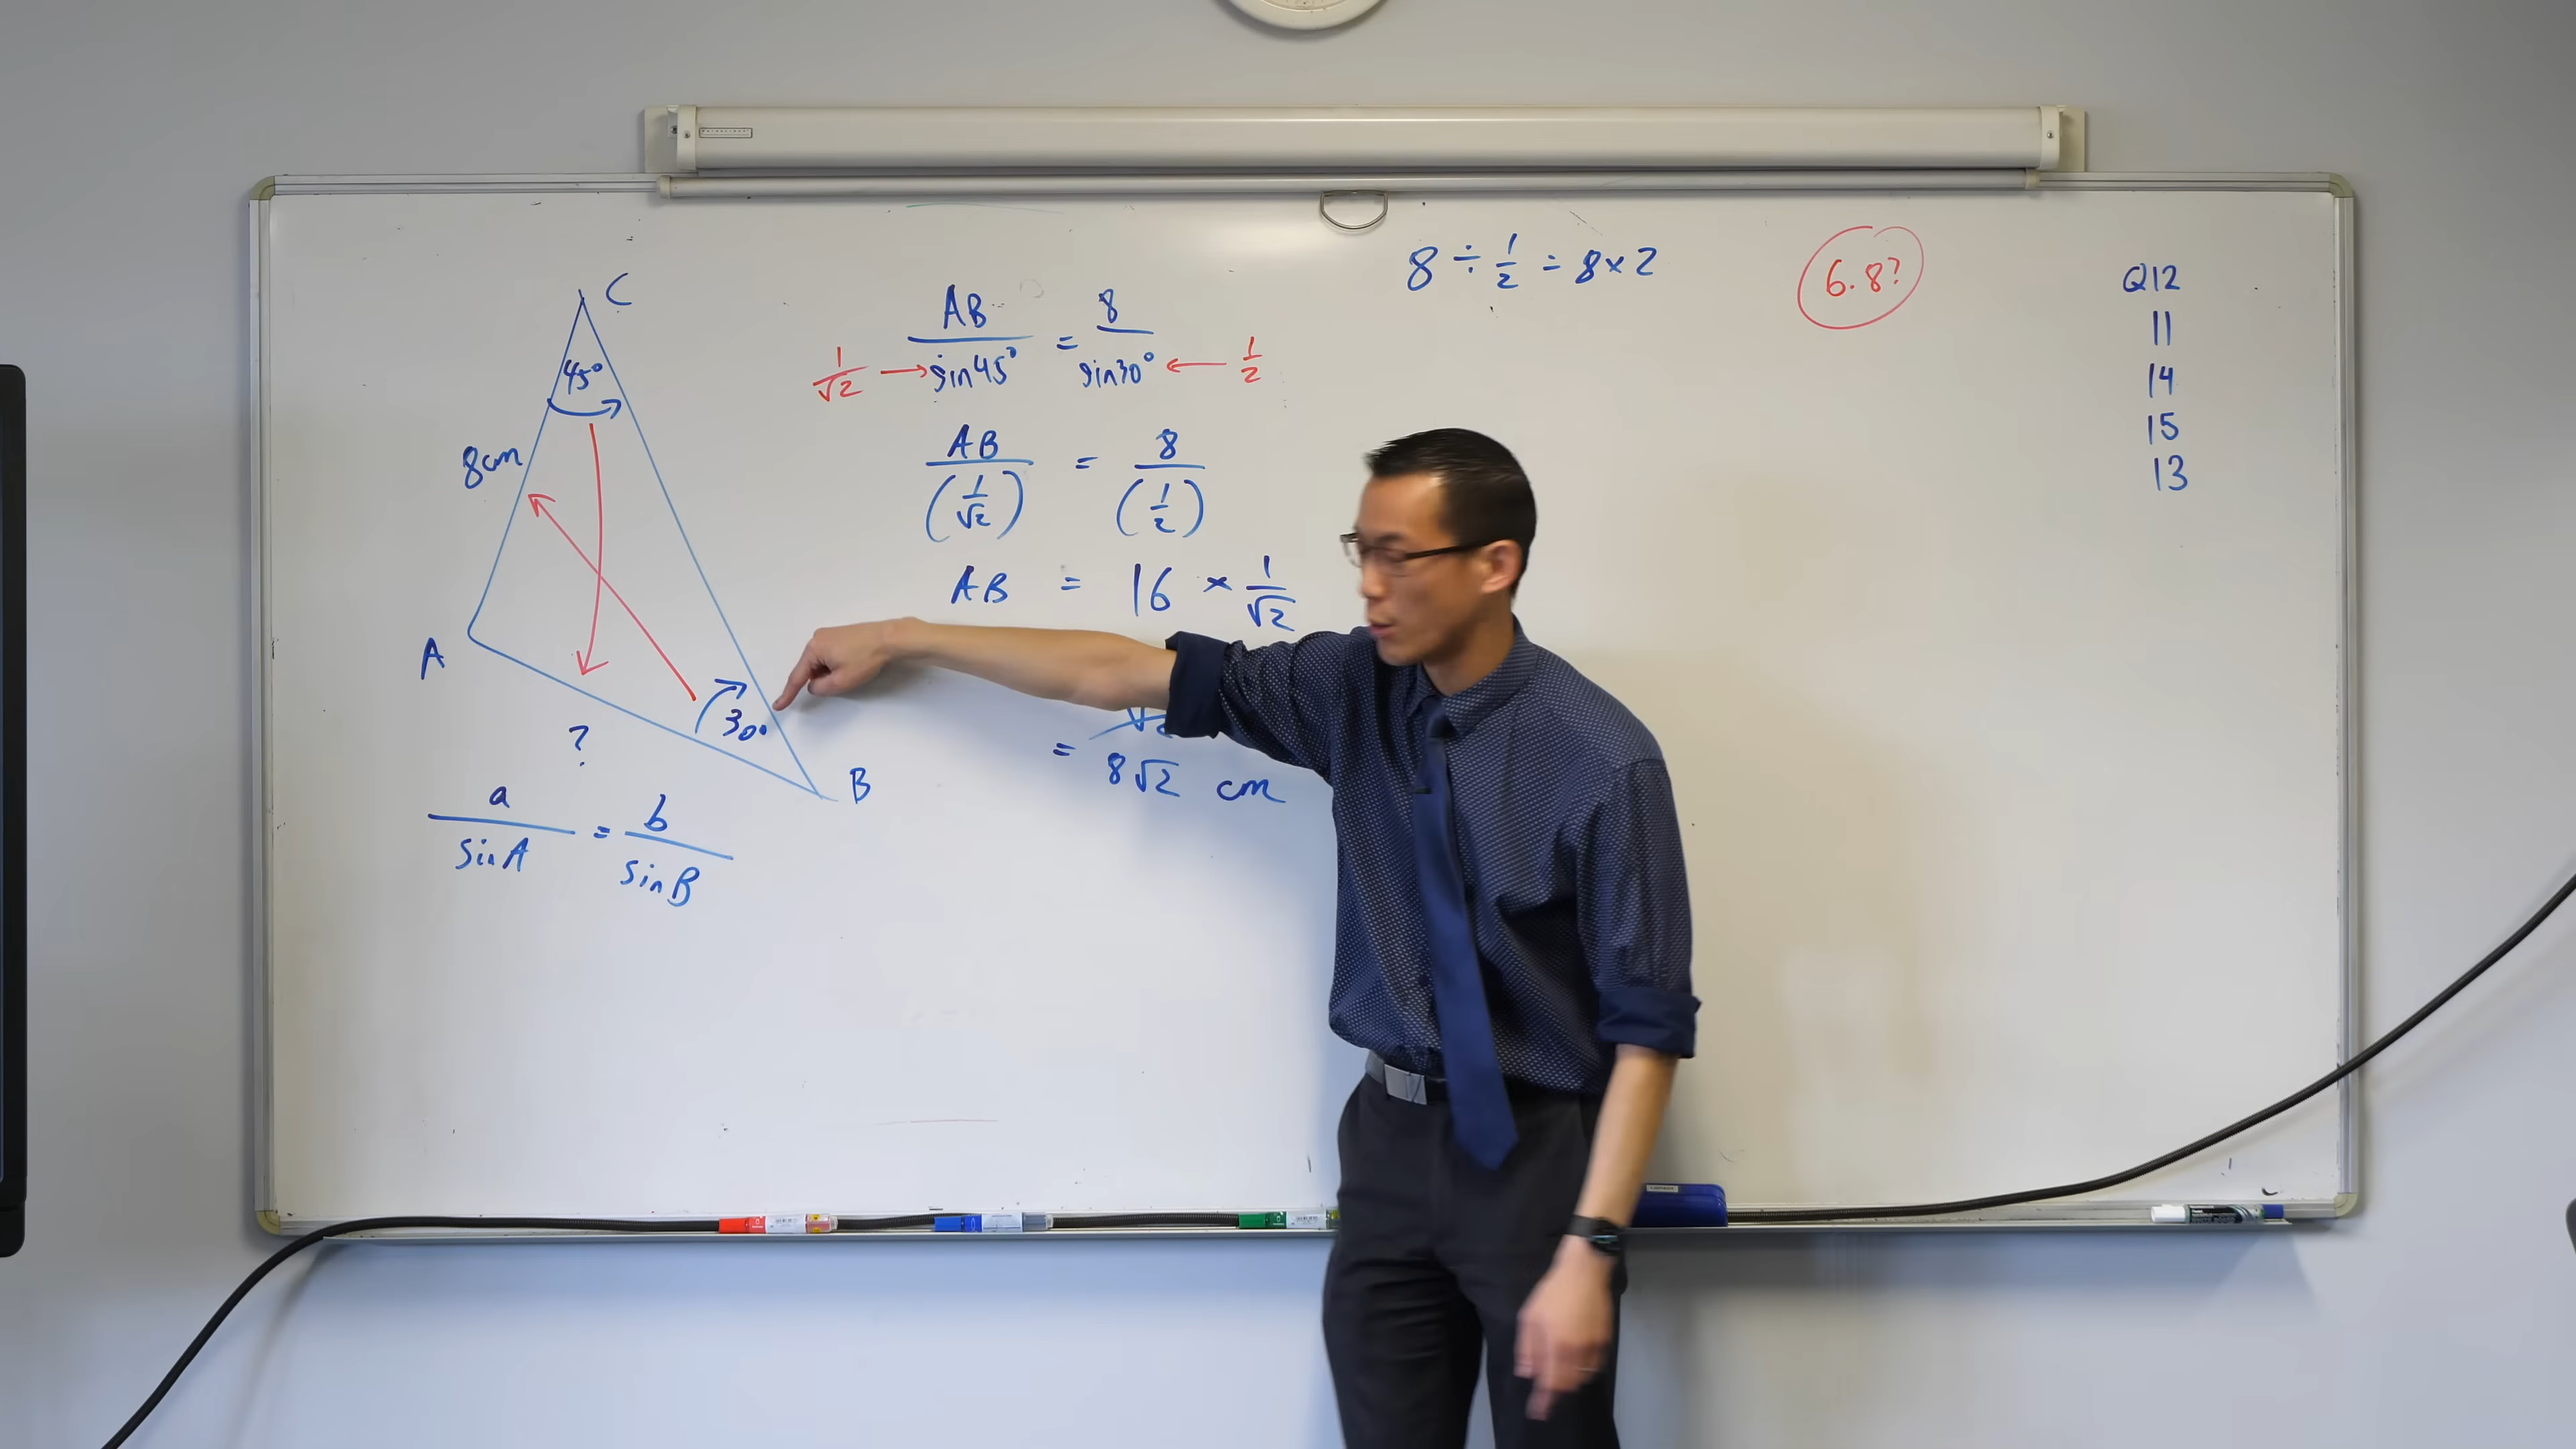 C
45°
8cm
A
30°
?
B
a/sinA = b/sinB
AB/sin45° = 8/sin30°
1/√2 → ← 1/2
AB/(1/√2) = 8/(1/2)
AB = 16 × 1/√2
=
8√2 cm
8 ÷ 1/2 = 8×2
6.8?
Q12
11
14
15
13